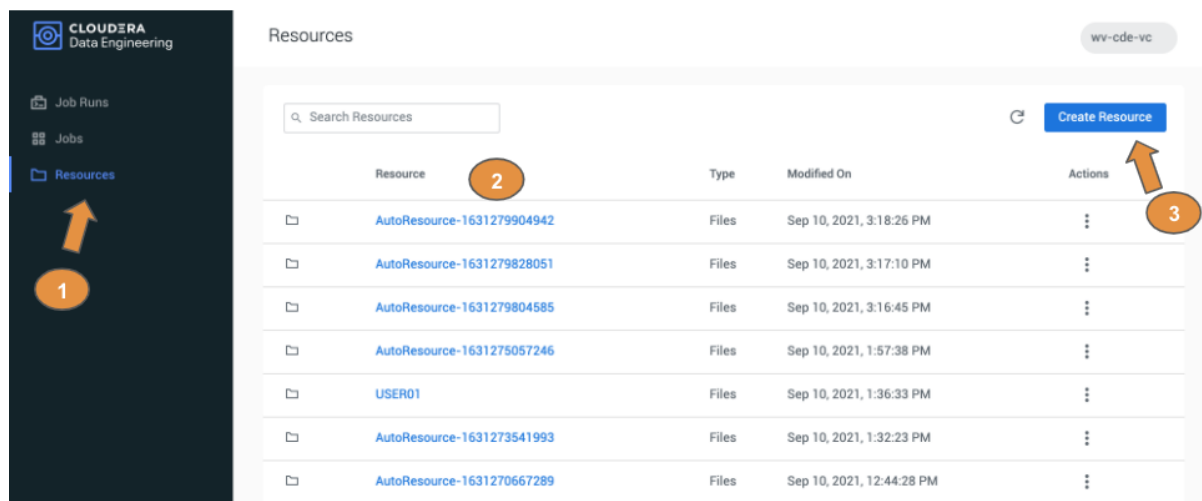 CLOUDERA
Data Engineering
Job Runs
Jobs
Resources
1
Resources
wv-cde-vc
Search Resources
Create Resource
Resource 2 Type Modified On Actions
3
AutoResource-1631279904942 Files Sep 10, 2021, 3:18:26 PM
AutoResource-1631279828051 Files Sep 10, 2021, 3:17:10 PM
AutoResource-1631279804585 Files Sep 10, 2021, 3:16:45 PM
AutoResource-1631275057246 Files Sep 10, 2021, 1:57:38 PM
USER01 Files Sep 10, 2021, 1:36:33 PM
AutoResource-1631273541993 Files Sep 10, 2021, 1:32:23 PM
AutoResource-1631270667289 Files Sep 10, 2021, 12:44:28 PM